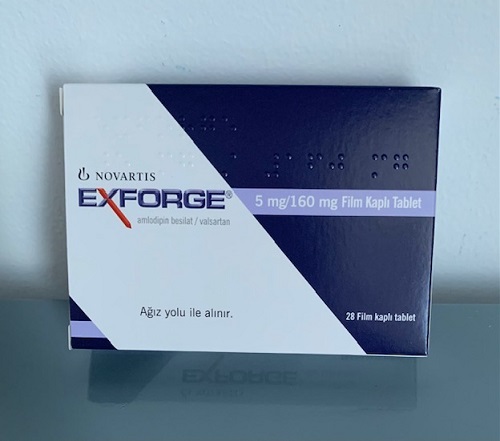 NOVARTIS
EXFORGE®
5 mg/160 mg Film Kaplı Tablet
amlodipin besilat / valsartan
Ağız yolu ile alınır.
28 Film kaplı tablet